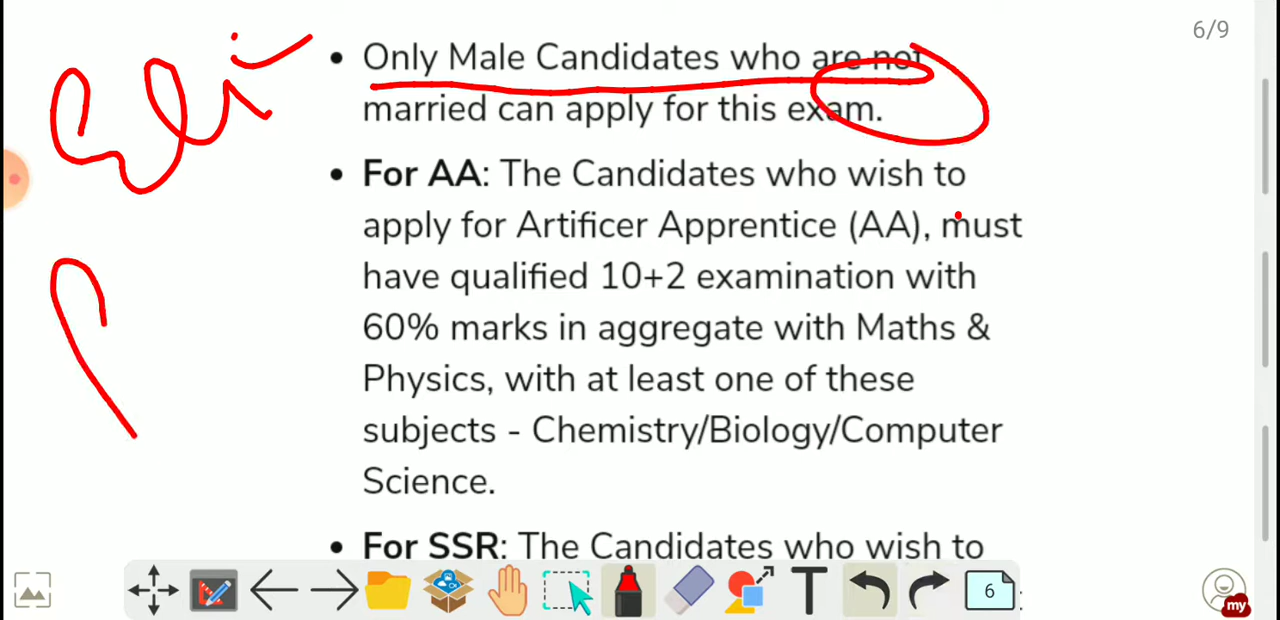 6/9
Eli
• Only Male Candidates who are not
married can apply for this exam.
• For AA: The Candidates who wish to
apply for Artificer Apprentice (AA), must
have qualified 10+2 examination with
60% marks in aggregate with Maths &
Physics, with at least one of these
subjects - Chemistry/Biology/Computer
Science.
• For SSR: The Candidates who wish to
T
6
my